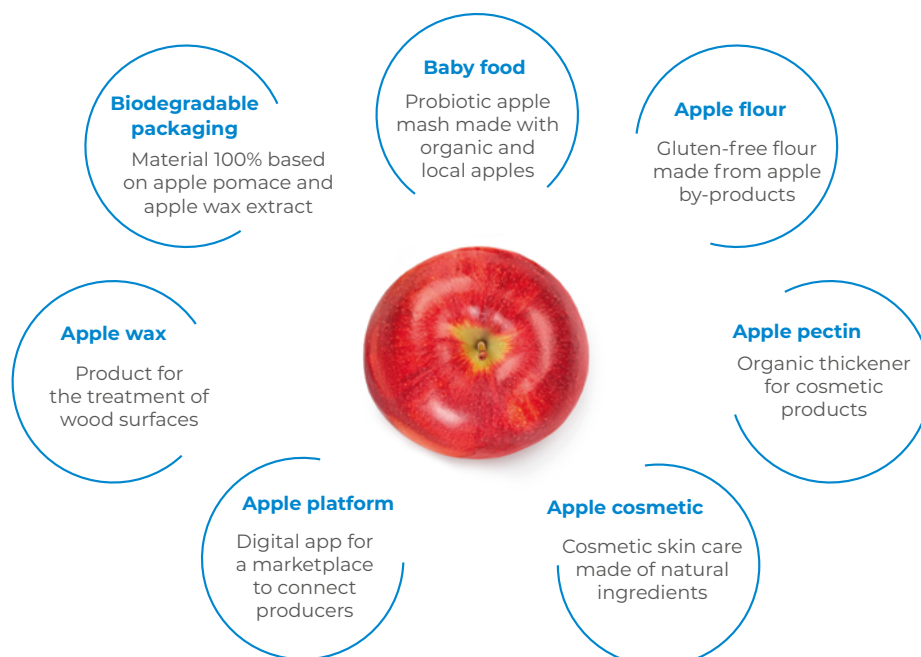 Baby food
Probiotic apple
mash made with
organic and
local apples
Biodegradable
packaging
Material 100% based
on apple pomace and
apple wax extract
Apple flour
Gluten-free flour
made from apple
by-products
Apple wax
Product for
the treatment of
wood surfaces
Apple pectin
Organic thickener
for cosmetic
products
Apple platform
Digital app for
a marketplace
to connect
producers
Apple cosmetic
Cosmetic skin care
made of natural
ingredients